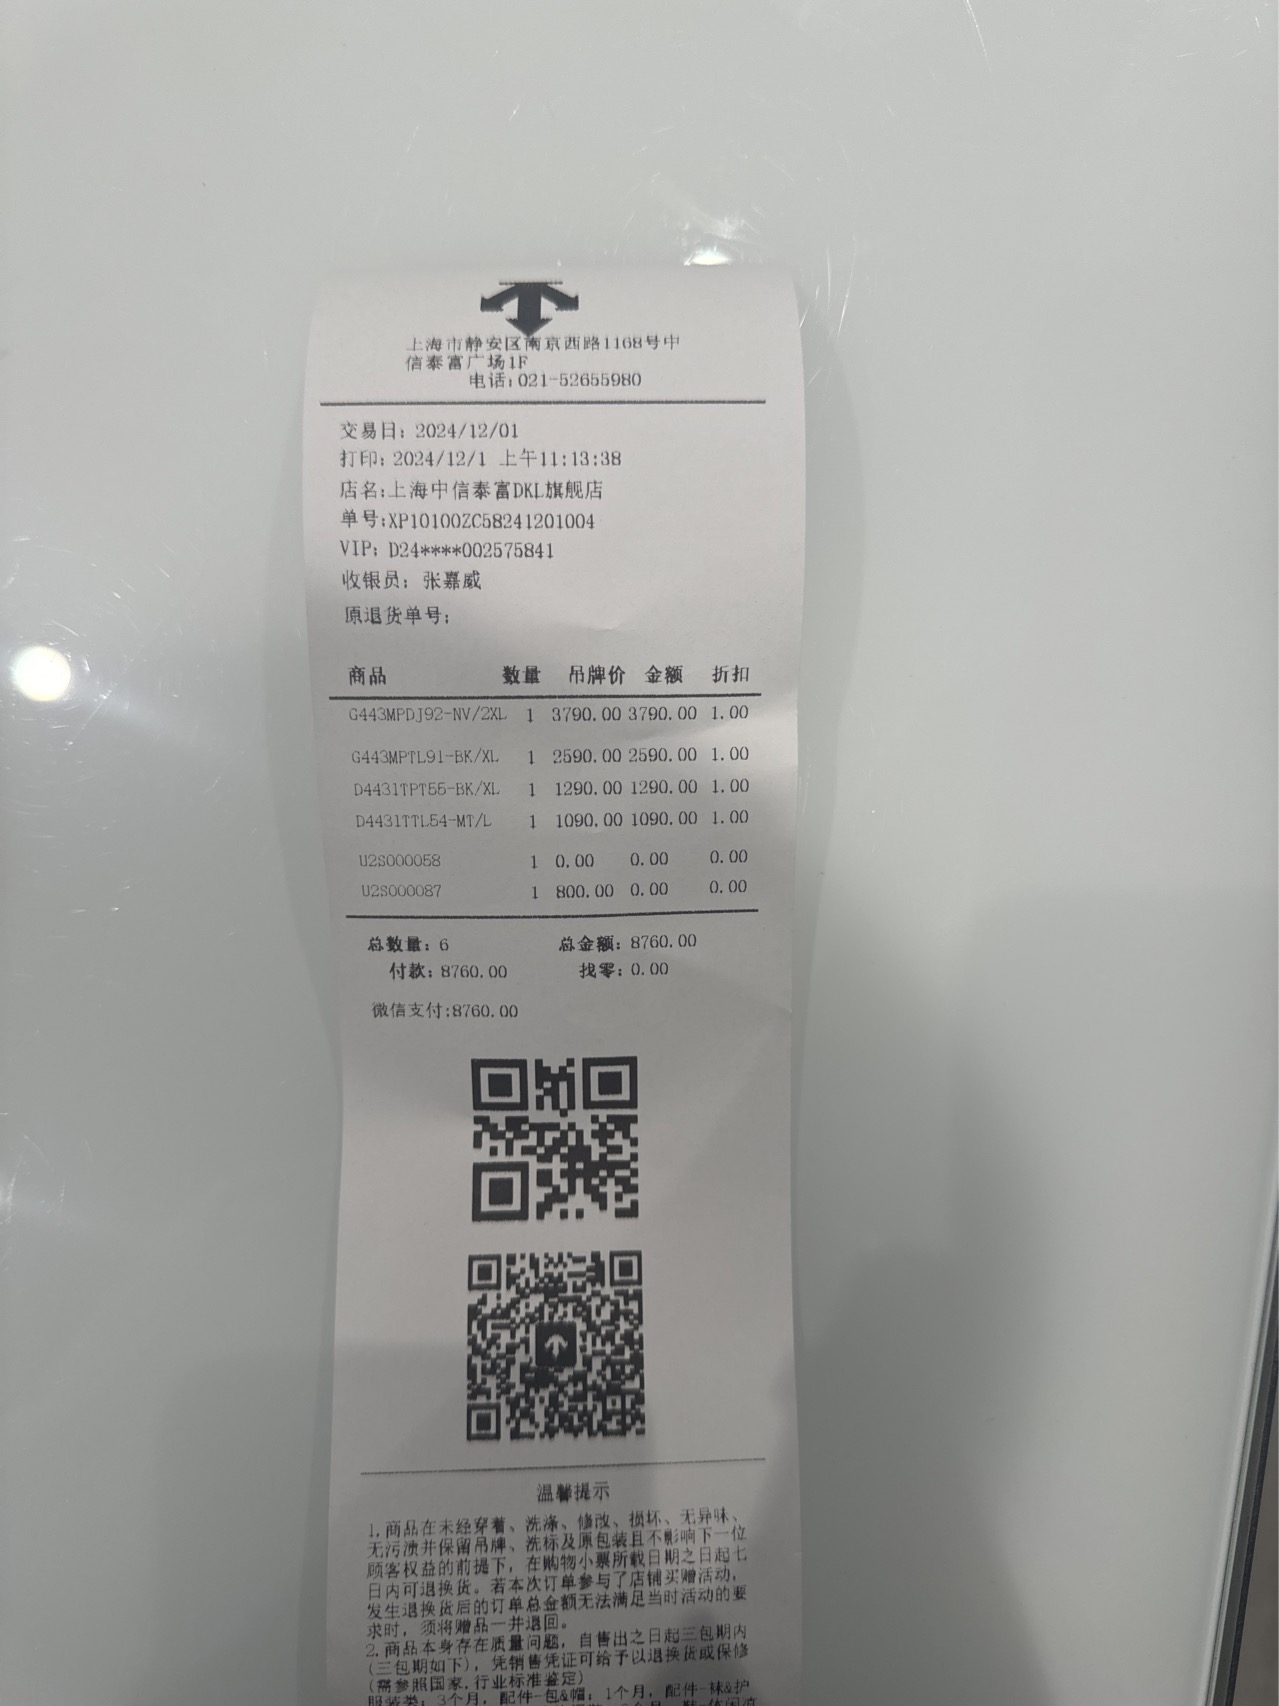 上海市静安区南京西路1168号中
信泰富广场1F
电话:021-52655980
交易日: 2024/12/01
打印: 2024/12/1 上午11:13:38
店名:上海中信泰富DKL旗舰店
单号:XP10100ZC58241201004
VIP: D24****002575841
收银员: 张嘉威
原退货单号:
商品 数量 吊牌价 金额 折扣
G443MPDJ92-NV/2XL 1 3790.00 3790.00 1.00
G443MPTL91-BK/XL 1 2590.00 2590.00 1.00
D4431TPT55-BK/XL 1 1290.00 1290.00 1.00
D4431TTL54-MT/L 1 1090.00 1090.00 1.00
U2S000058 1 0.00 0.00 0.00
U2S000087 1 800.00 0.00 0.00
总数量: 6 总金额: 8760.00
付款: 8760.00 找零: 0.00
微信支付:8760.00
温馨提示
1.商品在未经穿着、洗涤、修改、损坏、无异味、
无污渍并保留吊牌、洗标及原包装且不影响下一位
顾客权益的前提下, 在购物小票所载日期之日起七
日内可退换货。若本次订单参与了店铺买赠活动,
发生退换货后的订单总金额无法满足当时活动的要
求时, 须将赠品一并退回。
2.商品本身存在质量问题, 自售出之日起三包期内
(三包期如下), 凭销售凭证可给予以退换货或保修
(需参照国家.行业标准鉴定)
服装类: 3个月, 配件-包&帽: 1个月, 配件-袜&护